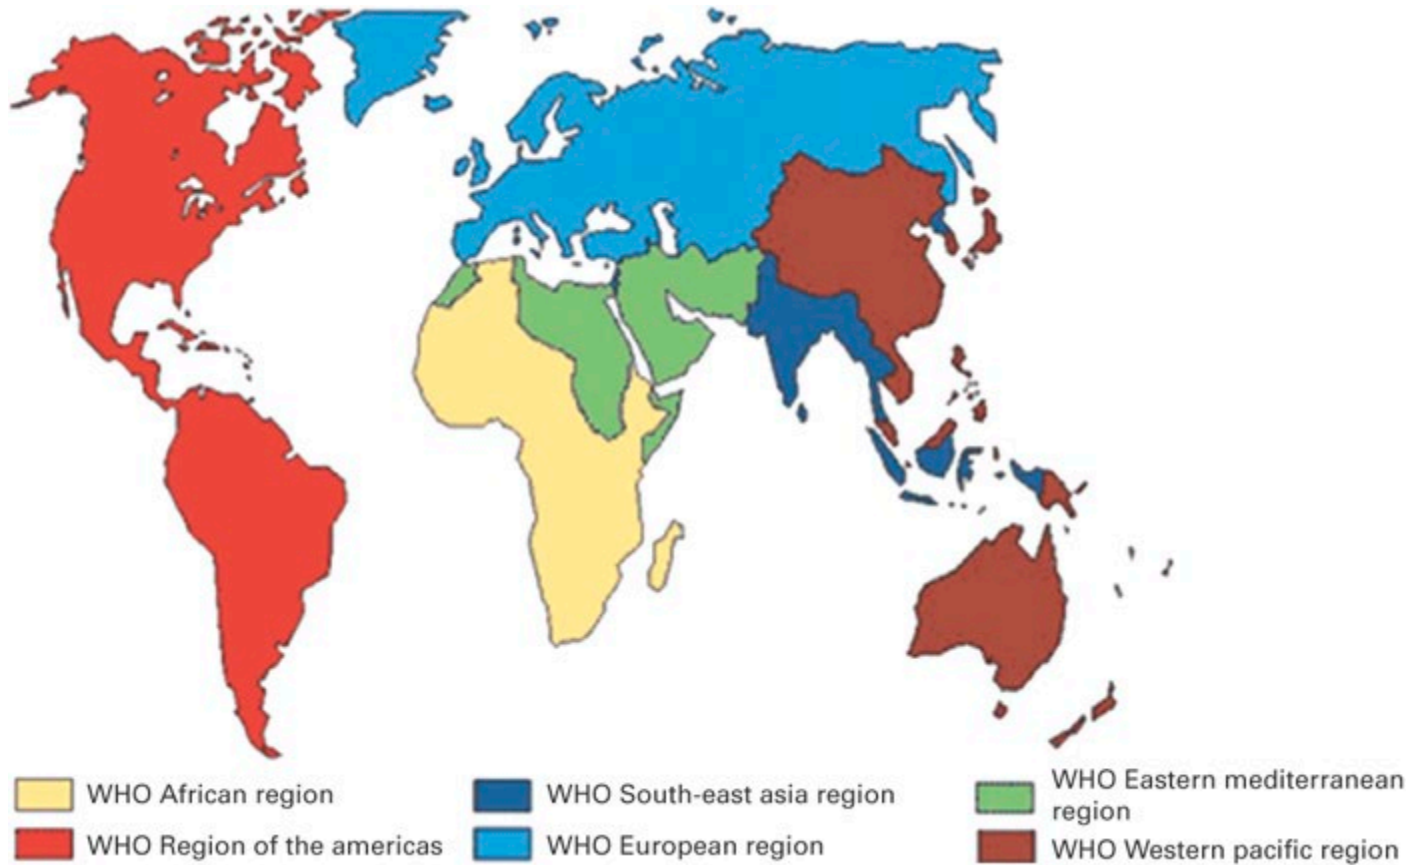 WHO African region
WHO Region of the americas
WHO South-east asia region
WHO European region
WHO Eastern mediterranean
region
WHO Western pacific region